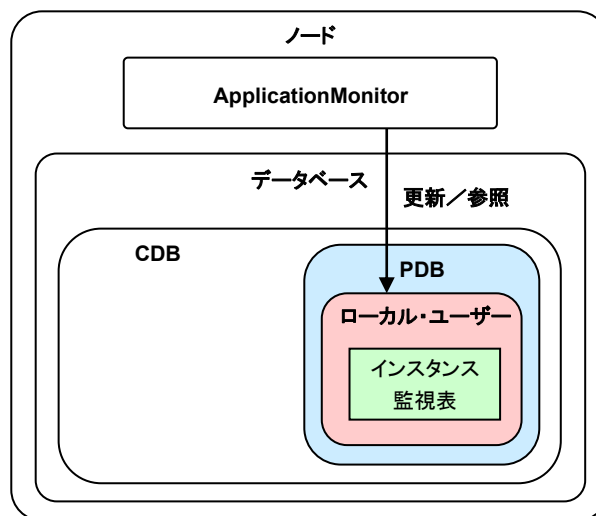 ノード
ApplicationMonitor
データベース
更新／参照
CDB
PDB
ローカル・ユーザー
インスタンス
監視表